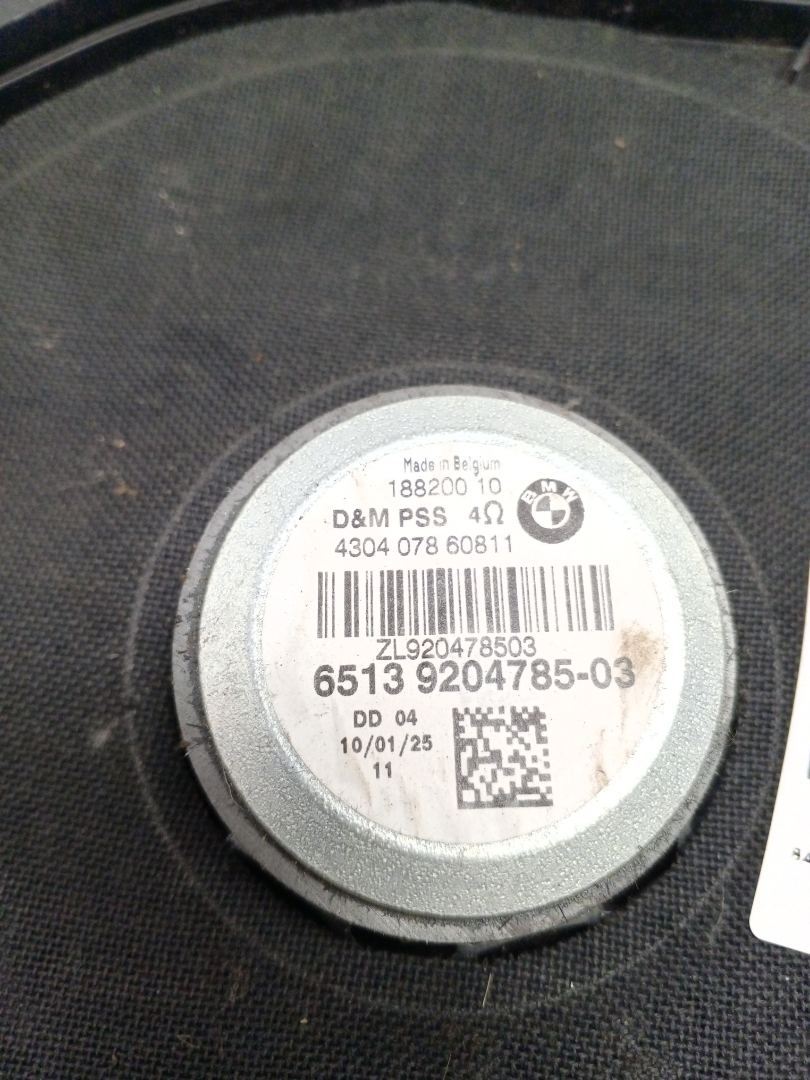 Made in Belgium
188200 10
BMW
D&M PSS 4Ω
4304 078 60811
ZL920478503
6513 9204785-03
DD 04
10/01/25
11